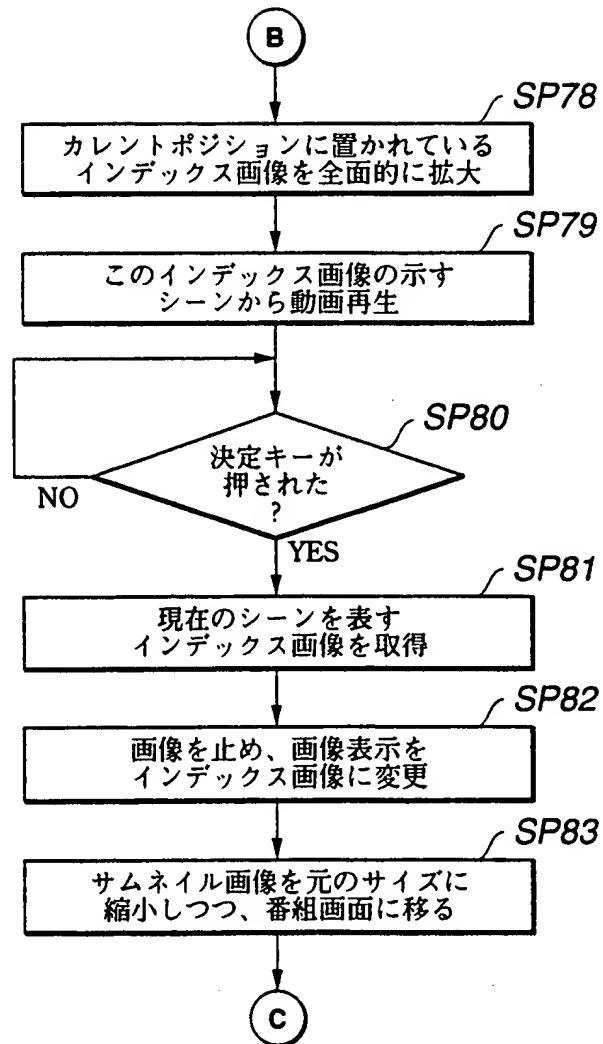 B
SP78
カレントポジションに置かれている
インデックス画像を全面的に拡大
SP79
このインデックス画像の示す
シーンから動画再生
SP80
決定キーが
押された
?
NO
YES
SP81
現在のシーンを表す
インデックス画像を取得
SP82
画像を止め、画像表示を
インデックス画像に変更
SP83
サムネイル画像を元のサイズに
縮小しつつ、番組画面に移る
C